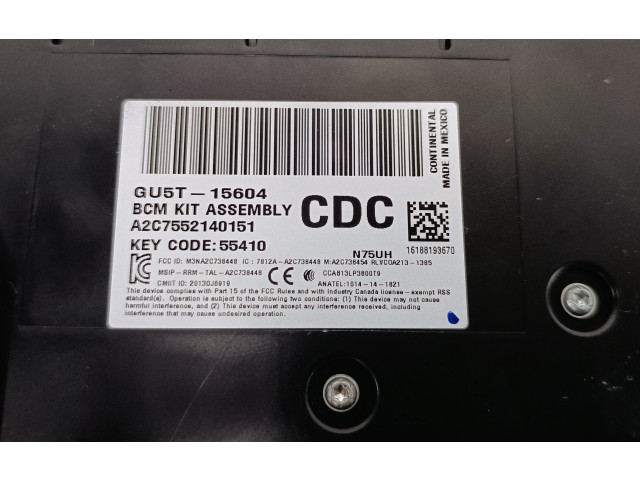 GU5T-15604
BCM KIT ASSEMBLY
CDC
A2C7552140151
KEY CODE:55410
N75UH
16188193670
CONTINENTAL
MADE IN MEXICO
FCC ID: M3NA2C738448 IC: 7812A-A2C738448 M:A2C738454 RLVCOA213-1385
MSIP-RRM-TAL-A2C738448 CE CCA813LP3800T9
CMIIT ID: 2013DJ6919 ANATEL:1014-14-1821
This device complies with Part 15 of the FCC Rules and with Industry Canada license-exempt RSS
standard(s). Operation is subject to the following two conditions: (1) This device may not cause
harmful interference, and (2) This device must accept any interference received, including
interference that may cause undesired operation.